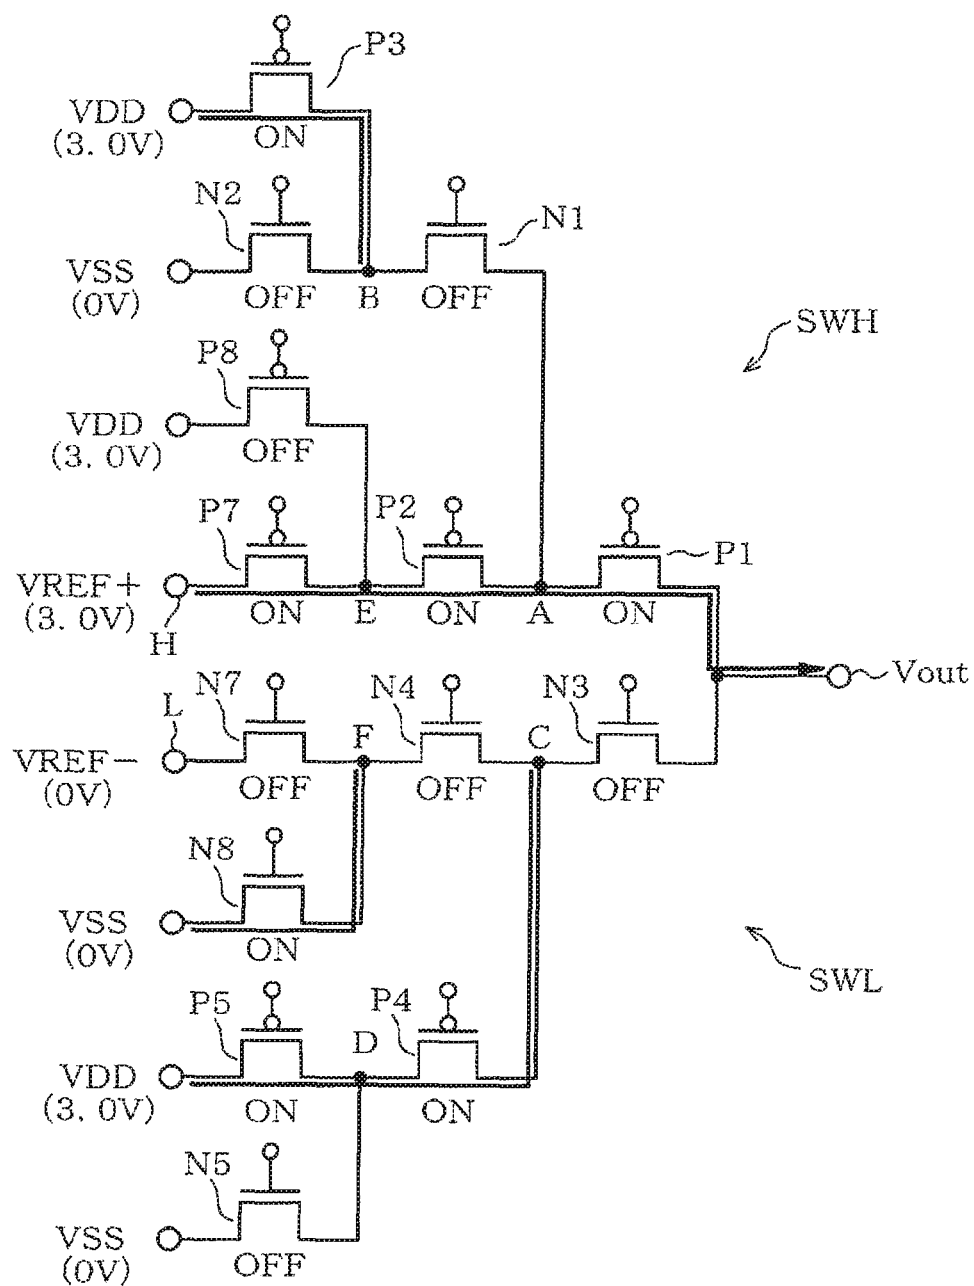 P3
VDD
(3. 0V)
ON
N2
N1
VSS
(0V)
OFF
B
OFF
SWH
P8
VDD
(3. 0V)
OFF
P7
P2
P1
VREF+
(3. 0V)
H
ON
E
ON
A
ON
Vout
L
N7
N4
N3
F
C
VREF-
(0V)
OFF
OFF
OFF
N8
VSS
(0V)
ON
SWL
P5
P4
D
VDD
(3. 0V)
ON
ON
N5
VSS
(0V)
OFF